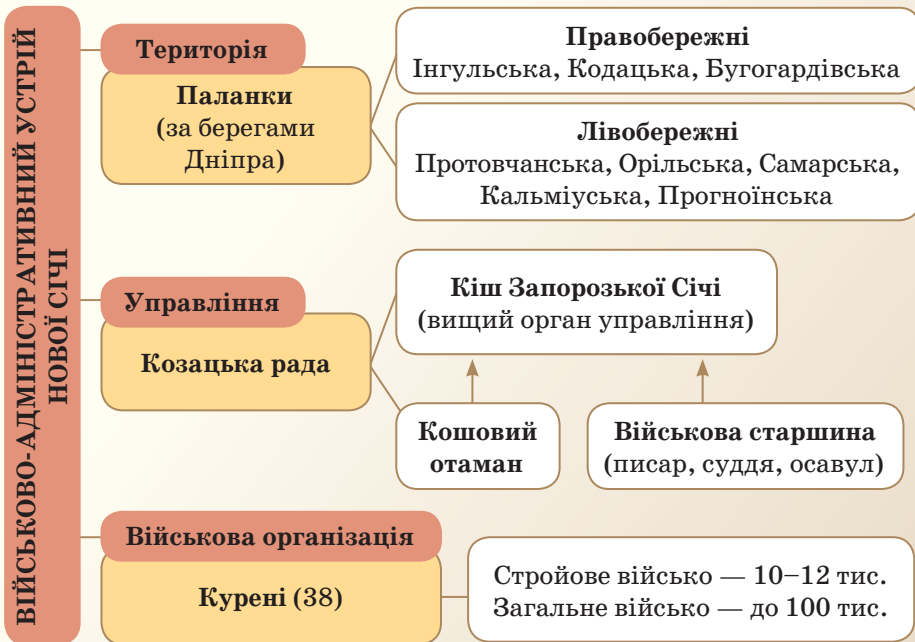 ВІЙСЬКОВО-АДМІНІСТРАТИВНИЙ УСТРІЙ
НОВОЇ СІЧІ
Територія
Паланки
(за берегами
Дніпра)
Правобережні
Інгульська, Кодацька, Бугогардівська
Лівобережні
Протовчанська, Орільська, Самарська,
Кальміуська, Прогноїнська
Управління
Козацька рада
Кіш Запорозької Січі
(вищий орган управління)
Кошовий
отаман
Військова старшина
(писар, суддя, осавул)
Військова організація
Курені (38)
Стройове військо — 10–12 тис.
Загальне військо — до 100 тис.